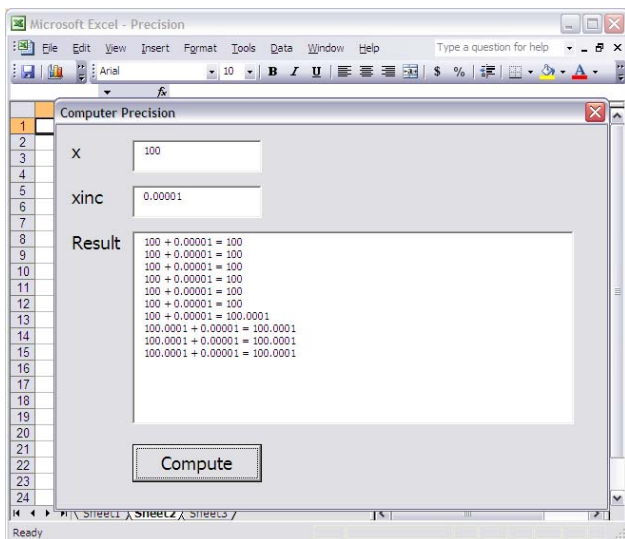 Microsoft Excel - Precision
File Edit View Insert Format Tools Data Window Help Type a question for help
Arial 10 B I U $ % A
fx
Computer Precision
1
2
3
4
5
6
7
8
9
10
11
12
13
14
15
16
17
18
19
20
21
22
23
24
x 100
xinc 0.00001
Result
100 + 0.00001 = 100
100 + 0.00001 = 100
100 + 0.00001 = 100
100 + 0.00001 = 100
100 + 0.00001 = 100
100 + 0.00001 = 100
100 + 0.00001 = 100.0001
100.0001 + 0.00001 = 100.0001
100.0001 + 0.00001 = 100.0001
100.0001 + 0.00001 = 100.0001
Compute
Sheet1 Sheet2 Sheet3
Ready